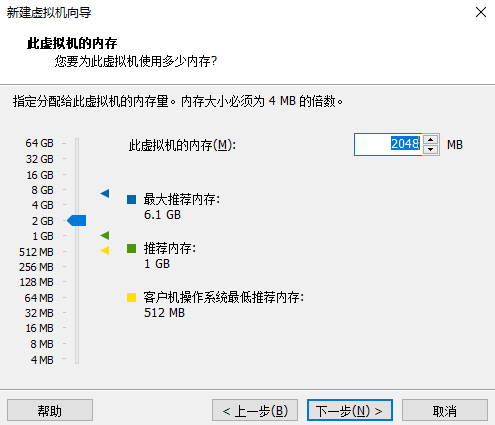 新建虚拟机向导
此虚拟机的内存
您要为此虚拟机使用多少内存?
指定分配给此虚拟机的内存量。内存大小必须为 4 MB 的倍数。
64 GB
32 GB
16 GB
8 GB
4 GB
2 GB
1 GB
512 MB
256 MB
128 MB
64 MB
32 MB
16 MB
8 MB
4 MB
此虚拟机的内存(M): 2048 MB
最大推荐内存:
6.1 GB
推荐内存:
1 GB
客户机操作系统最低推荐内存:
512 MB
帮助 < 上一步(B) 下一步(N) > 取消